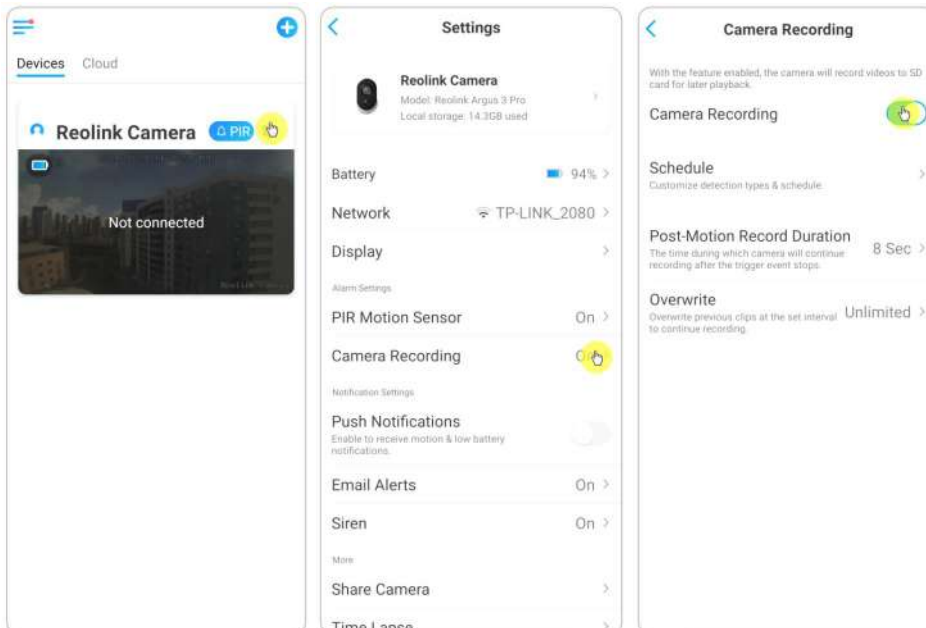 Devices Cloud
Reolink Camera PIR
Not connected
Settings
Reolink Camera
Model: Reolink Argus 3 Pro
Local storage: 14.3GB used
Battery 94%
Network TP-LINK_2080
Display
Alarm Settings
PIR Motion Sensor On
Camera Recording
Notification Settings
Push Notifications
Enable to receive motion & low battery
notifications.
Email Alerts On
Siren On
More
Share Camera
Time Lapse
Camera Recording
With the feature enabled, the camera will record videos to SD
card for later playback.
Camera Recording
Schedule
Customize detection types & schedule
Post-Motion Record Duration 8 Sec
The time during which camera will continue
recording after the trigger event stops.
Overwrite Unlimited
Overwrite previous clips at the set interval
to continue recording.